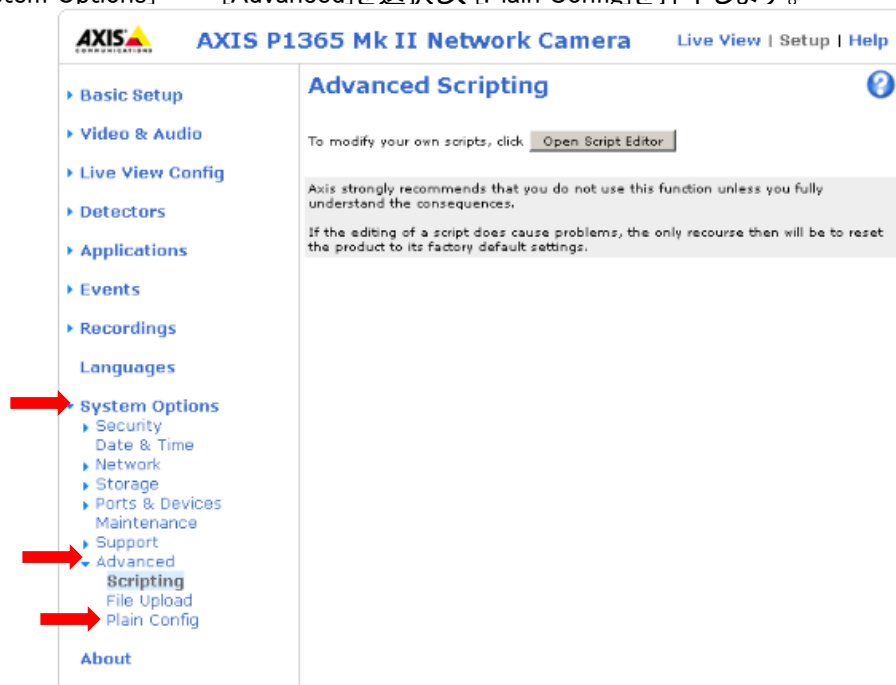 AXIS
COMMUNICATIONS
AXIS P1365 Mk II Network Camera
Live View | Setup | Help
Basic Setup
Video & Audio
Live View Config
Detectors
Applications
Events
Recordings
Languages
System Options
Security
Date & Time
Network
Storage
Ports & Devices
Maintenance
Support
Advanced
Scripting
File Upload
Plain Config
About
Advanced Scripting
?
To modify your own scripts, click Open Script Editor
Axis strongly recommends that you do not use this function unless you fully
understand the consequences.
If the editing of a script does cause problems, the only recourse then will be to reset
the product to its factory default settings.